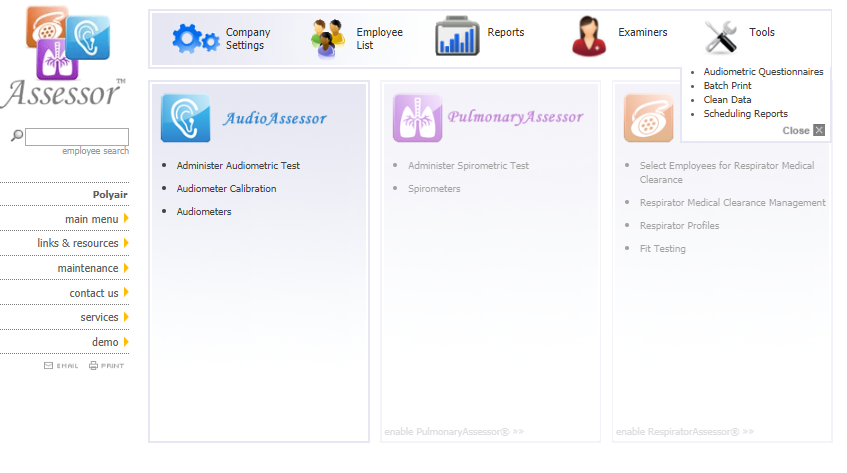 Assessor™
employee search
Polyair
main menu
links & resources
maintenance
contact us
services
demo
EMAIL PRINT
Company
Settings
Employee
List
Reports
Examiners
Tools
Audiometric Questionnaires
Batch Print
Clean Data
Scheduling Reports
Close
AudioAssessor
Administer Audiometric Test
Audiometer Calibration
Audiometers
PulmonaryAssessor
Administer Spirometric Test
Spirometers
enable PulmonaryAssessor® >>
Select Employees for Respirator Medical
Clearance
Respirator Medical Clearance Management
Respirator Profiles
Fit Testing
enable RespiratorAssessor® >>